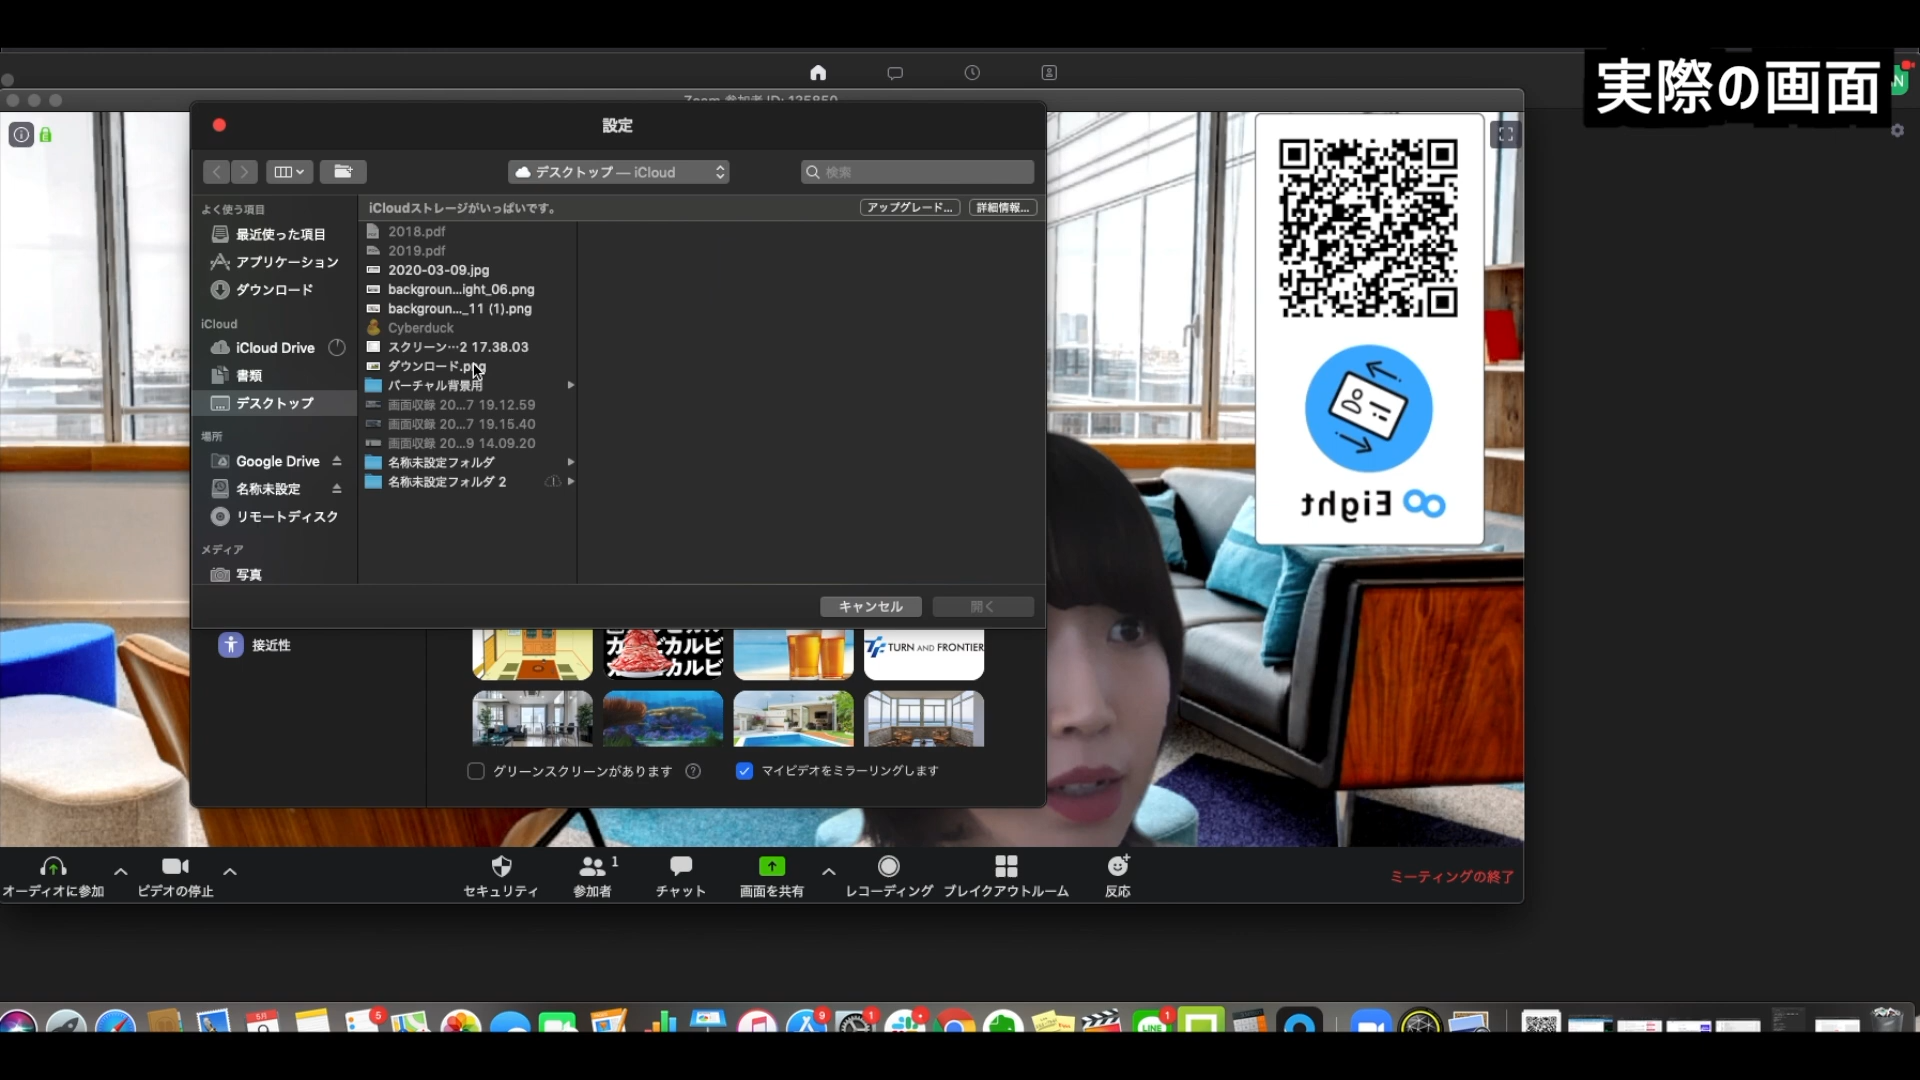 実際の画面
設定
デスクトップ — iCloud
検索
よく使う項目
最近使った項目
アプリケーション
ダウンロード
iCloud
iCloud Drive
書類
デスクトップ
場所
Google Drive
名称未設定
リモートディスク
メディア
写真
iCloudストレージがいっぱいです。
アップグレード...
詳細情報...
2018.pdf
2019.pdf
2020-03-09.jpg
backgroun...ight_06.png
backgroun..._11 (1).png
Cyberduck
スクリーン…2 17.38.03
ダウンロード.png
バーチャル背景用
画面収録 20...7 19.12.59
画面収録 20...7 19.15.40
画面収録 20...9 14.09.20
名称未設定フォルダ
名称未設定フォルダ 2
キャンセル
開く
接近性
TURN AND FRONTIER
グリーンスクリーンがあります
マイビデオをミラーリングします
Eight
オーディオに参加
ビデオの停止
セキュリティ
参加者
1
チャット
画面を共有
レコーディング
ブレイクアウトルーム
反応
ミーティングの終了
5月
5
9
1
LINE
1